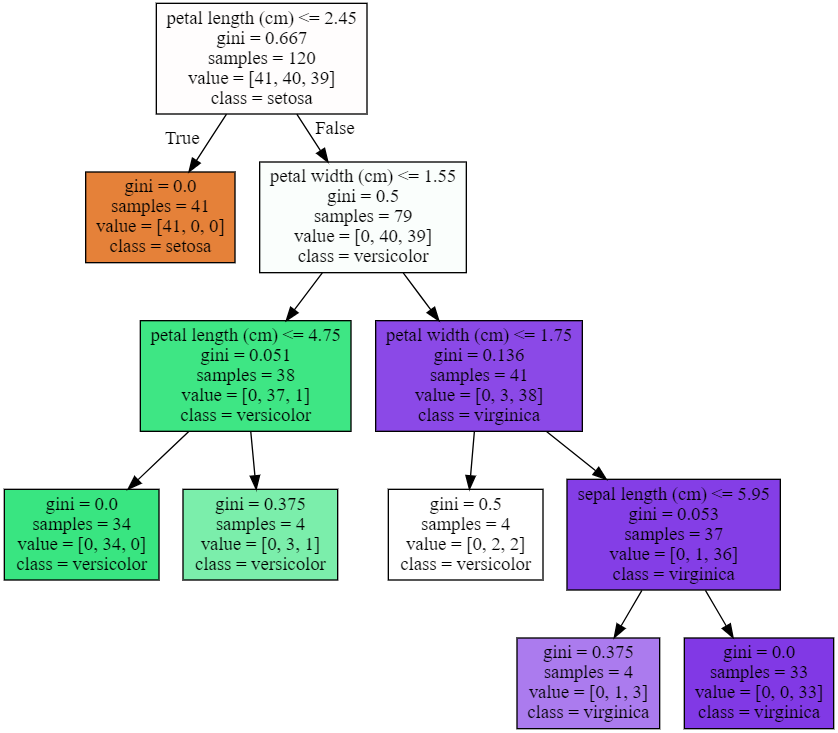 petal length (cm) <= 2.45
gini = 0.667
samples = 120
value = [41, 40, 39]
class = setosa
True
False
gini = 0.0
samples = 41
value = [41, 0, 0]
class = setosa
petal width (cm) <= 1.55
gini = 0.5
samples = 79
value = [0, 40, 39]
class = versicolor
petal length (cm) <= 4.75
gini = 0.051
samples = 38
value = [0, 37, 1]
class = versicolor
petal width (cm) <= 1.75
gini = 0.136
samples = 41
value = [0, 3, 38]
class = virginica
gini = 0.0
samples = 34
value = [0, 34, 0]
class = versicolor
gini = 0.375
samples = 4
value = [0, 3, 1]
class = versicolor
gini = 0.5
samples = 4
value = [0, 2, 2]
class = versicolor
sepal length (cm) <= 5.95
gini = 0.053
samples = 37
value = [0, 1, 36]
class = virginica
gini = 0.375
samples = 4
value = [0, 1, 3]
class = virginica
gini = 0.0
samples = 33
value = [0, 0, 33]
class = virginica